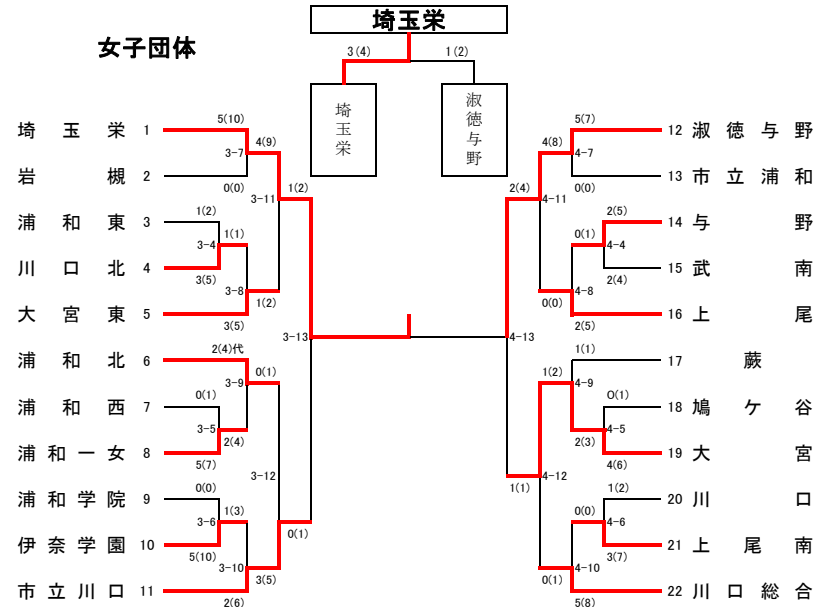 埼玉栄
女子団体
3(4) 1(2)
埼玉栄
淑徳与野
埼玉栄 1
5(10)
3-7
岩槻 2
0(0)
4(9)
3-11
浦和東 3
1(2)
3-4
1(1)
川口北 4
3(5)
3-8
1(2)
大宮東 5
3(5)
1(2)
3-13
浦和北 6
2(4)代
3-9
0(1)
浦和西 7
0(1)
3-5
2(4)
浦和一女 8
5(7)
3-12
浦和学院 9
0(0)
3-6
1(3)
伊奈学園 10
5(10)
3-10
3(5)
市立川口 11
2(6)
0(1)
5(7)
12 淑徳与野
4(8)
4-7
0(0)
13 市立浦和
2(4)
4-11
2(5)
14 与野
0(1)
4-4
2(4)
15 武南
4-8
0(0)
2(5)
16 上尾
4-13
1(1)
17 蕨
1(2)
4-9
O(1)
18 鳩ケ谷
4-5
2(3)
4(6)
19 大宮
4-12
1(1)
1(2)
20 川口
0(0)
4-6
3(7)
21 上尾南
4-10
0(1)
5(8)
22 川口総合